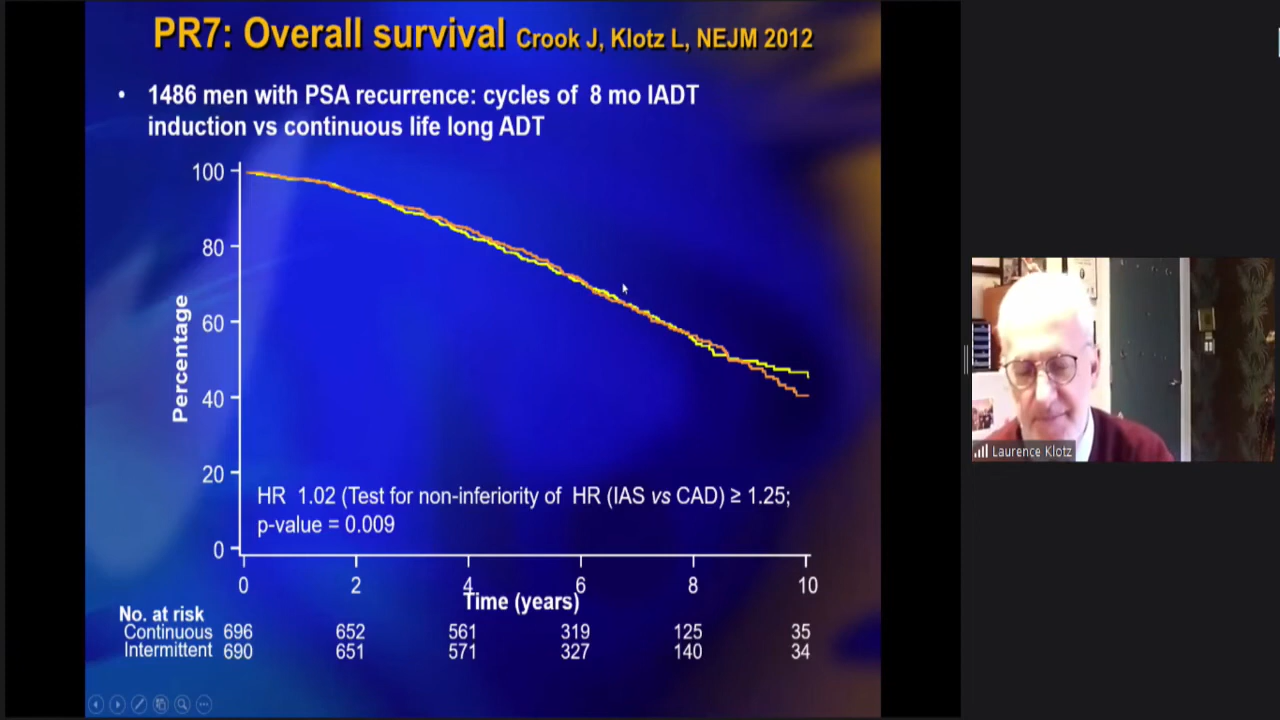 PR7: Overall survival Crook J, Klotz L, NEJM 2012
• 1486 men with PSA recurrence: cycles of 8 mo IADT
induction vs continuous life long ADT
100
80
60
40
20
0
Percentage
HR 1.02 (Test for non-inferiority of HR (IAS vs CAD) ≥ 1.25;
p-value = 0.009
0 2 4 6 8 10
Time (years)
No. at risk
Continuous 696 652 561 319 125 35
Intermittent 690 651 571 327 140 34
Laurence Klotz